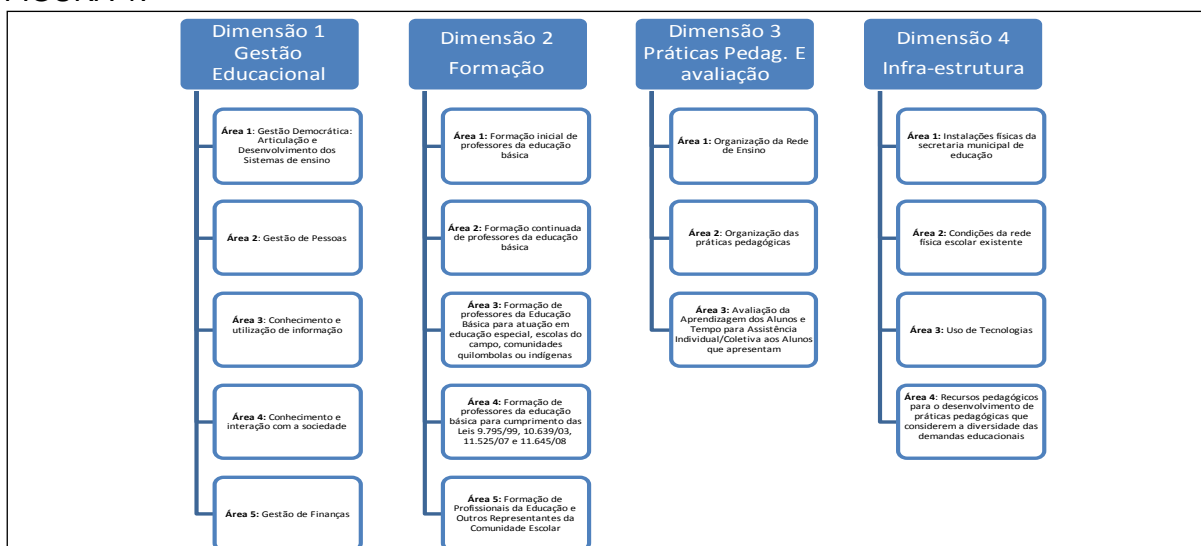 Dimensão 1
Gestão
Educacional
Área 1: Gestão Democrática:
Articulação e
Desenvolvimento dos
Sistemas de ensino
Área 2: Gestão de Pessoas
Área 3: Conhecimento e
utilização de informação
Área 4: Conhecimento e
interação com a sociedade
Área 5: Gestão de Finanças
Dimensão 2
Formação
Área 1: Formação inicial de
professores da educação
básica
Área 2: Formação continuada
de professores da educação
básica
Área 3: Formação de
professores da Educação
Básica para atuação em
educação especial, escolas do
campo, comunidades
quilombolas ou indígenas
Área 4: Formação de
professores da educação
básica para cumprimento das
Leis 9.795/99, 10.639/03,
11.525/07 e 11.645/08
Área 5: Formação de
Profissionais da Educação e
Outros Representantes da
Comunidade Escolar
Dimensão 3
Práticas Pedag. E
avaliação
Área 1: Organização da Rede
de Ensino
Área 2: Organização das
práticas pedagógicas
Área 3: Avaliação da
Aprendizagem dos Alunos e
Tempo para Assistência
Individual/Coletiva aos Alunos
que apresentam
Dimensão 4
Infra-estrutura
Área 1: Instalações físicas da
secretaria municipal de
educação
Área 2: Condições da rede
física escolar existente
Área 3: Uso de Tecnologias
Área 4: Recursos pedagógicos
para o desenvolvimento de
práticas pedagógicas que
considerem a diversidade das
demandas educacionais